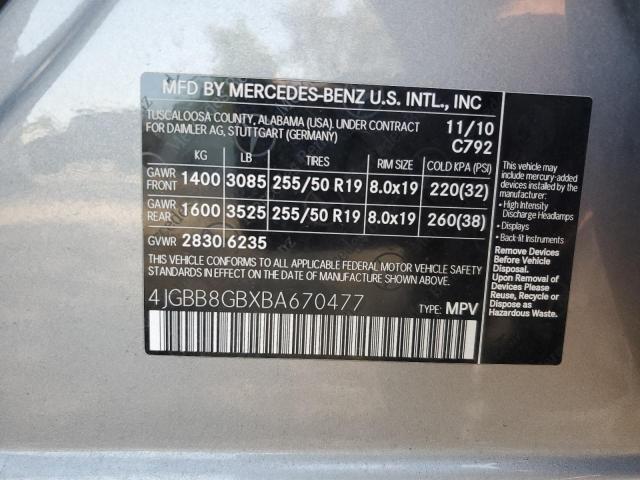 MFD BY MERCEDES-BENZ U.S. INTL., INC
TUSCALOOSA COUNTY, ALABAMA (USA). UNDER CONTRACT 11/10
FOR DAIMLER AG, STUTTGART (GERMANY) C792
KG LB TIRES RIM SIZE COLD KPA (PSI)
GAWR FRONT 1400 3085 255/50 R19 8.0x19 220(32)
GAWR REAR 1600 3525 255/50 R19 8.0x19 260(38)
GVWR 2830 6235
THIS VEHICLE CONFORMS TO ALL APPLICABLE FEDERAL MOTOR VEHICLE
SAFETY STANDARDS IN EFFECT ON THE DATE OF MANUFACTURE SHOWN ABOVE.
4JGBB8GBXBA670477 TYPE: MPV
This vehicle may
include mercury-added
devices installed by the
manufacturer:
• High Intensity
Discharge Headlamps
• Displays
• Back-lit Instruments
Remove Devices
Before Vehicle
Disposal.
Upon Removal of
Devices Please
Reuse, Recycle or
Dispose as
Hazardous Waste.